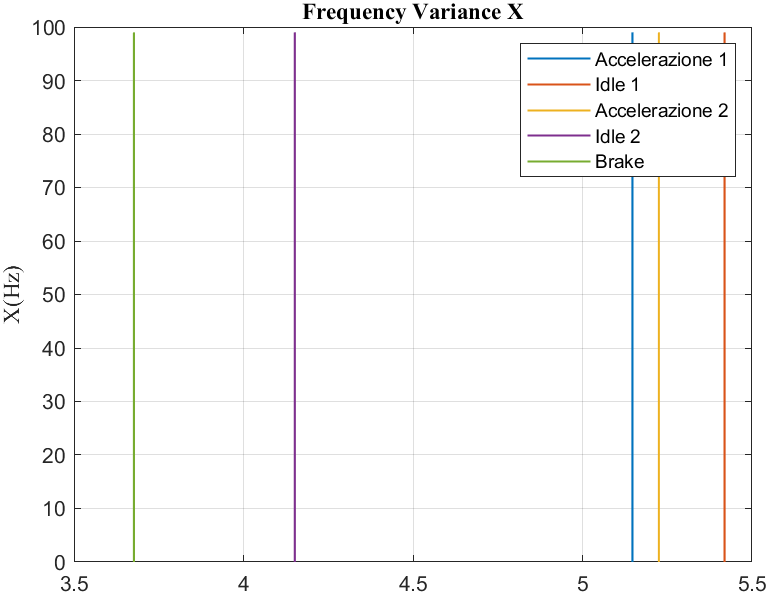 Frequency Variance X
100
90
80
70
60
50
40
30
20
10
0
X(Hz)
Accelerazione 1
Idle 1
Accelerazione 2
Idle 2
Brake
3.5
4
4.5
5
5.5